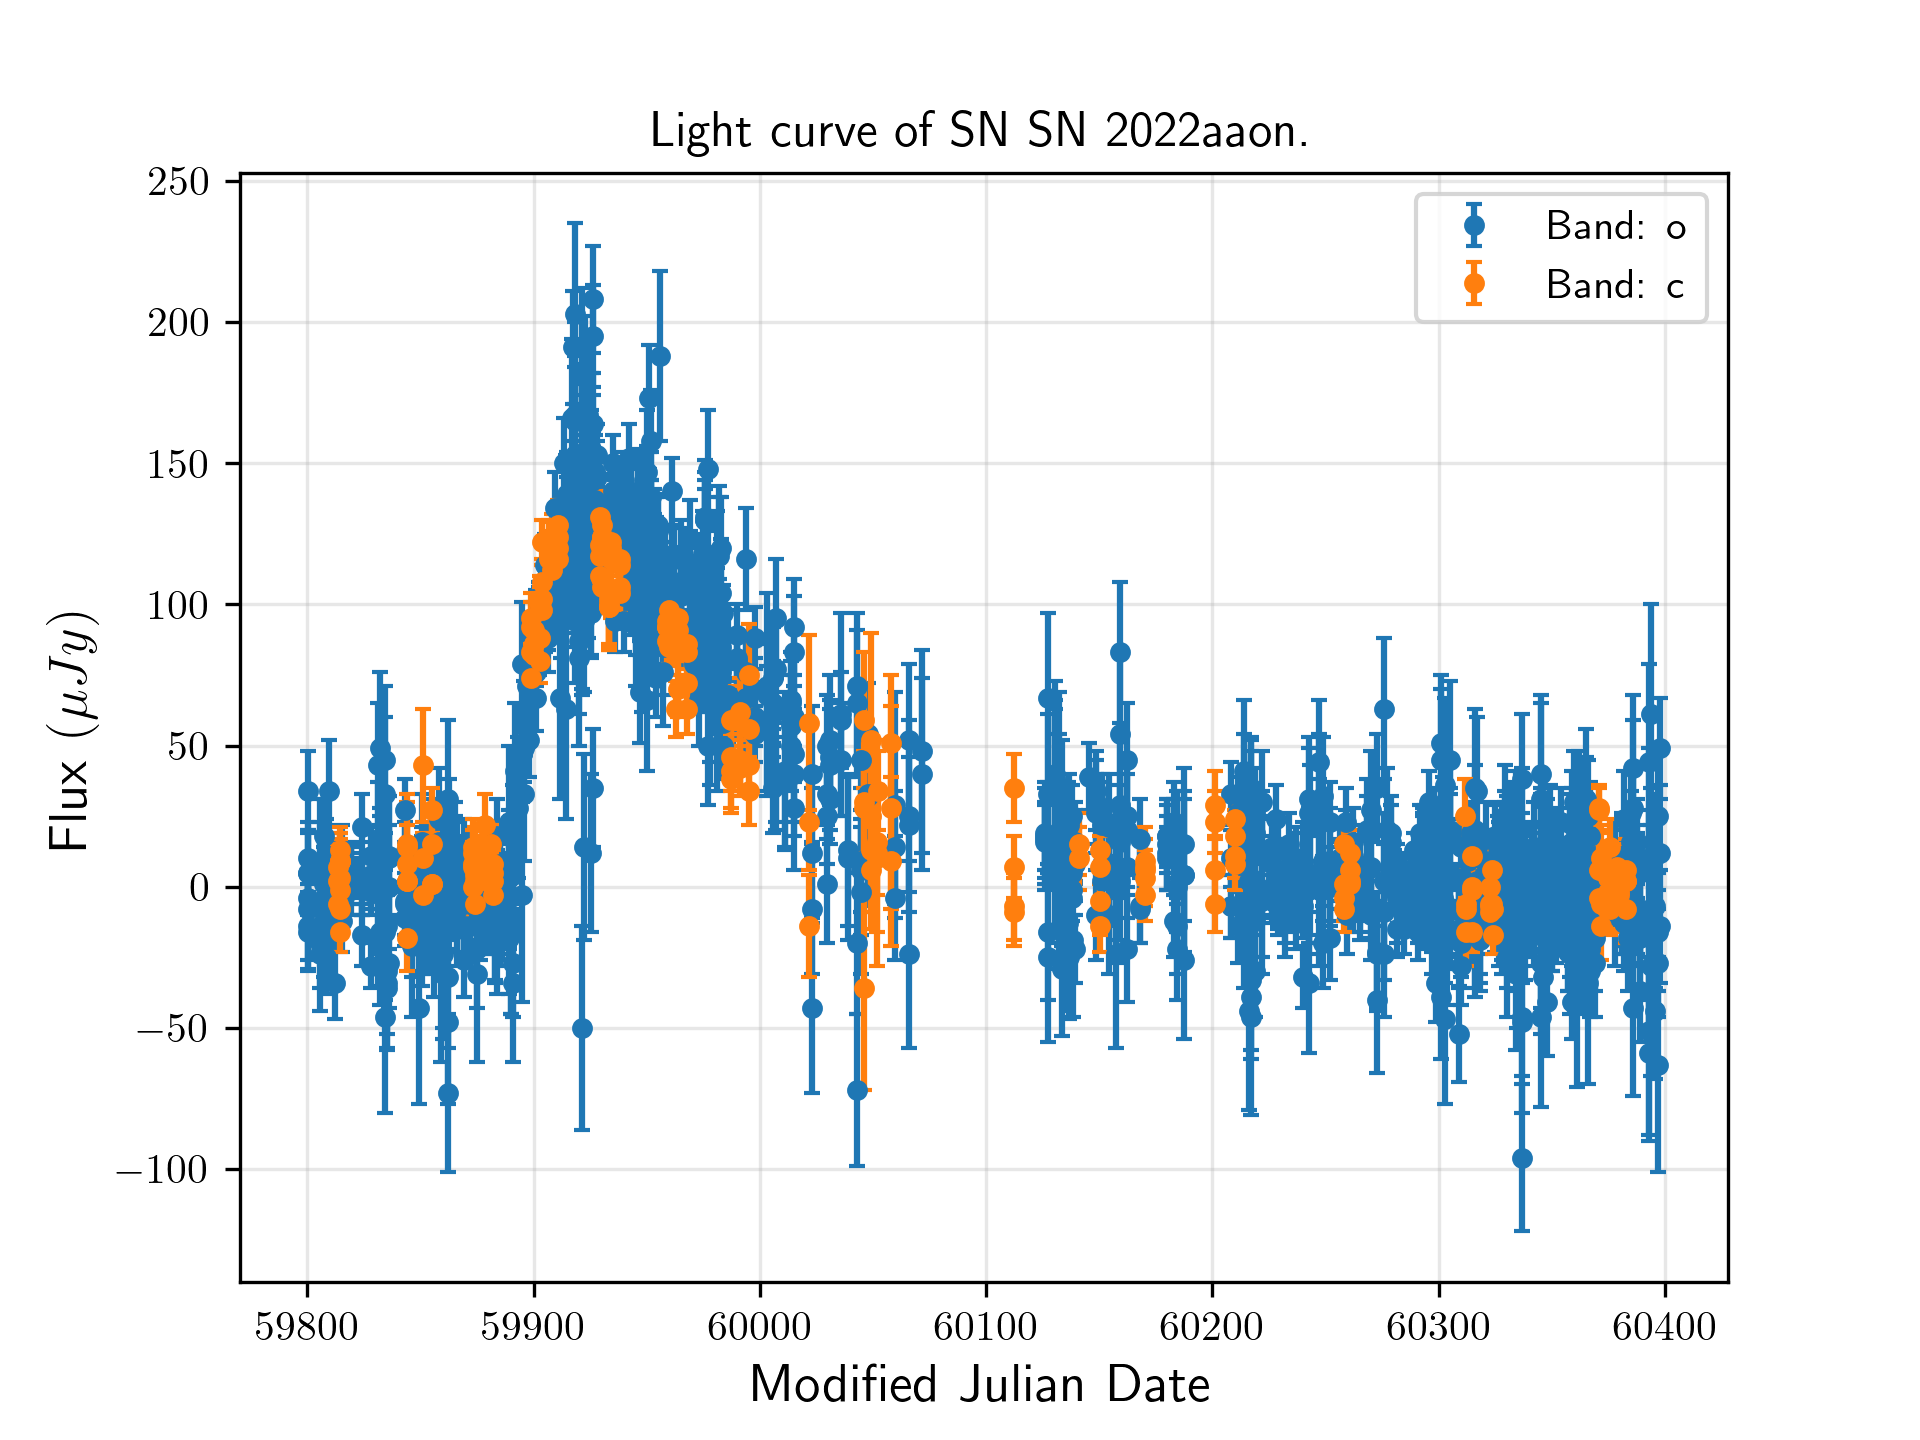 Light curve of SN SN 2022aaon.
250
200
150
100
50
0
−50
−100
Flux (μJy)
Band: o
Band: c
59800 59900 60000 60100 60200 60300 60400
Modified Julian Date